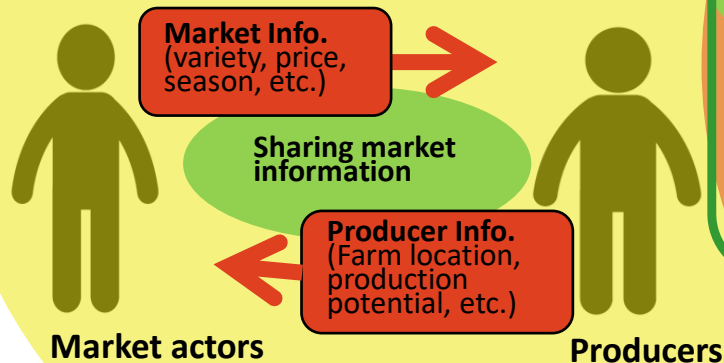 Market Info.
(variety, price,
season, etc.)
Sharing market
information
Producer Info.
(Farm location,
production
potential, etc.)
Market actors
Producers